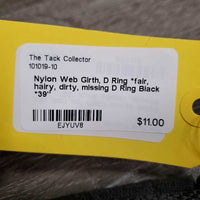 The Tack Collector
101019-10
Nylon Web Girth, D Ring *fair,
hairy, dirty, missing D Ring Black
*39"
$11.00
EJYUV8